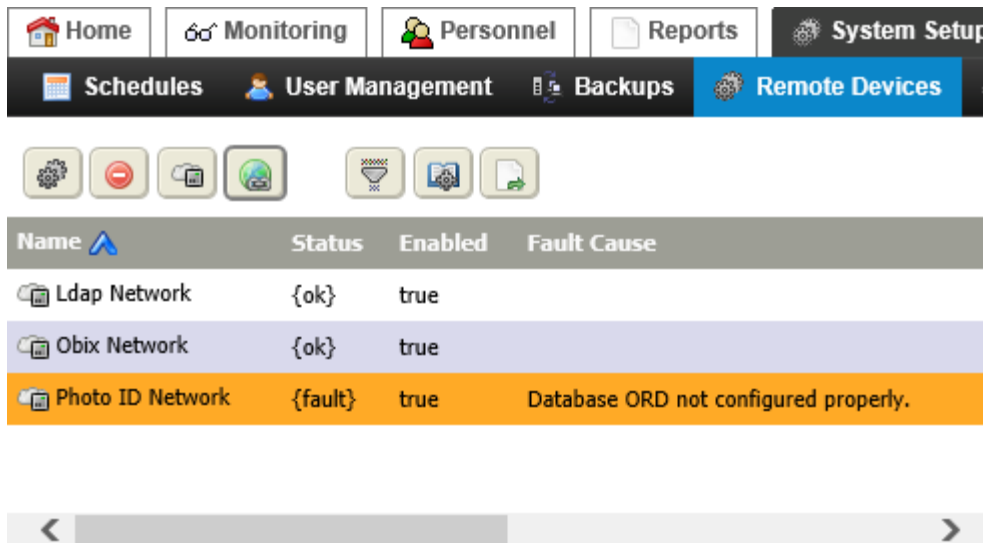 Home Monitoring Personnel Reports System Setup
Schedules User Management Backups Remote Devices
Name Status Enabled Fault Cause
Ldap Network {ok} true
Obix Network {ok} true
Photo ID Network {fault} true Database ORD not configured properly.